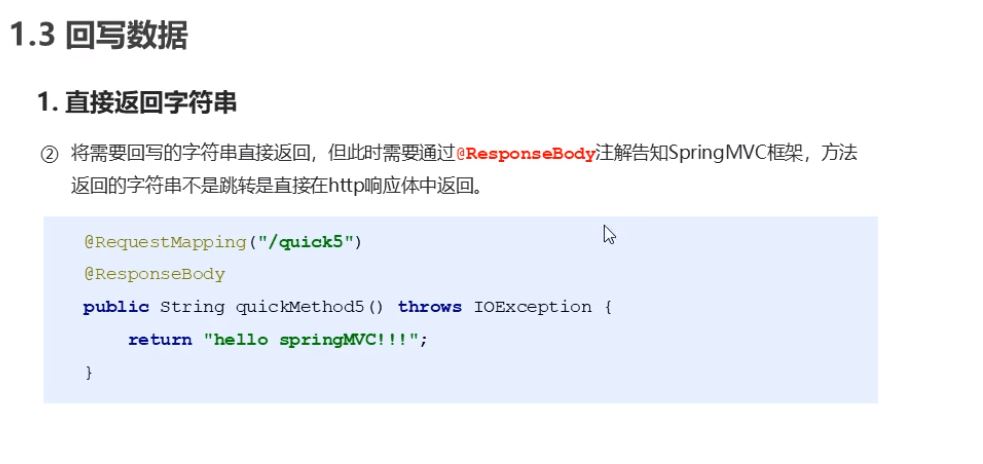 1.3 回写数据
1. 直接返回字符串
② 将需要回写的字符串直接返回，但此时需要通过@ResponseBody注解告知SpringMVC框架，方法
返回的字符串不是跳转是直接在http响应体中返回。
@RequestMapping("/quick5")
@ResponseBody
public String quickMethod5() throws IOException {
    return "hello springMVC!!!";
}